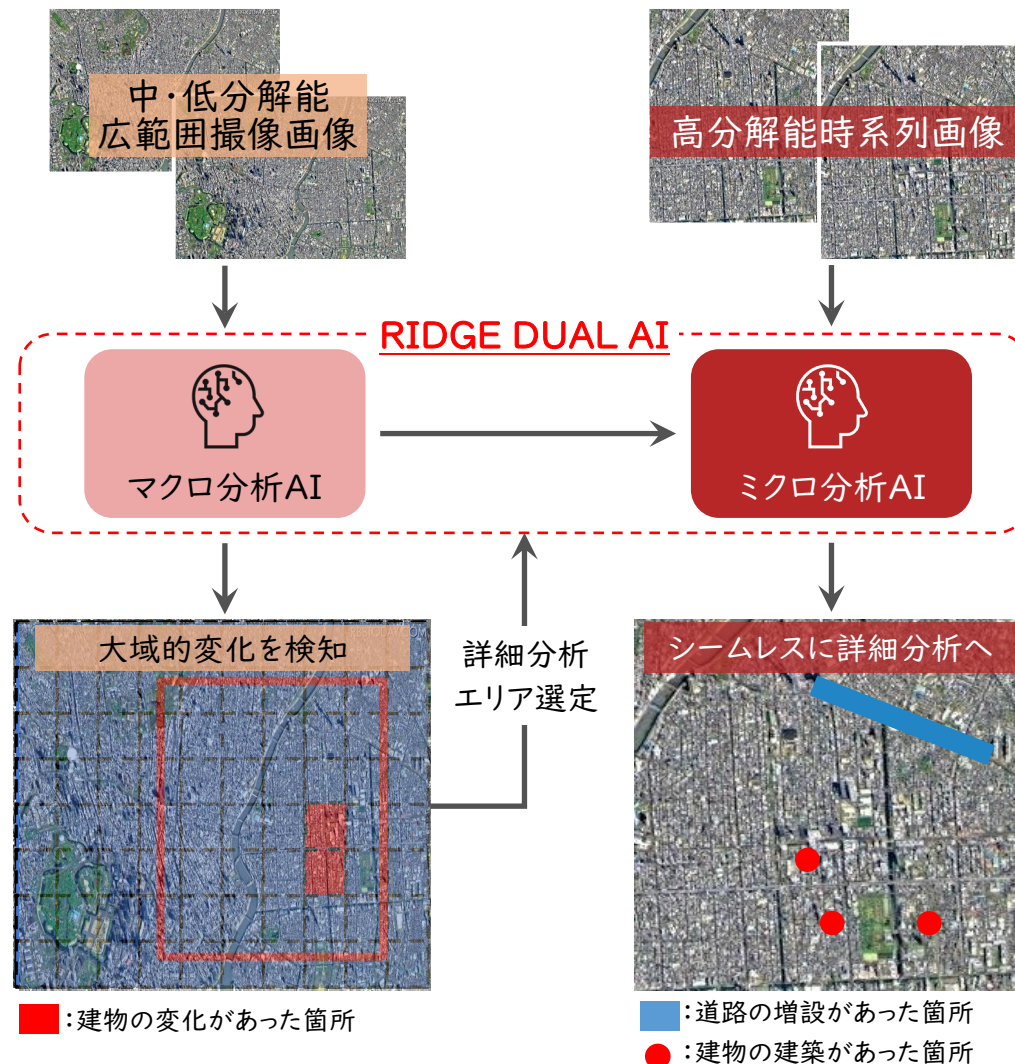 中・低分解能
広範囲撮像画像
高分解能時系列画像
RIDGE DUAL AI
マクロ分析AI
ミクロ分析AI
大域的変化を検知
詳細分析
エリア選定
シームレスに詳細分析へ
:建物の変化があった箇所
:道路の増設があった箇所
:建物の建築があった箇所